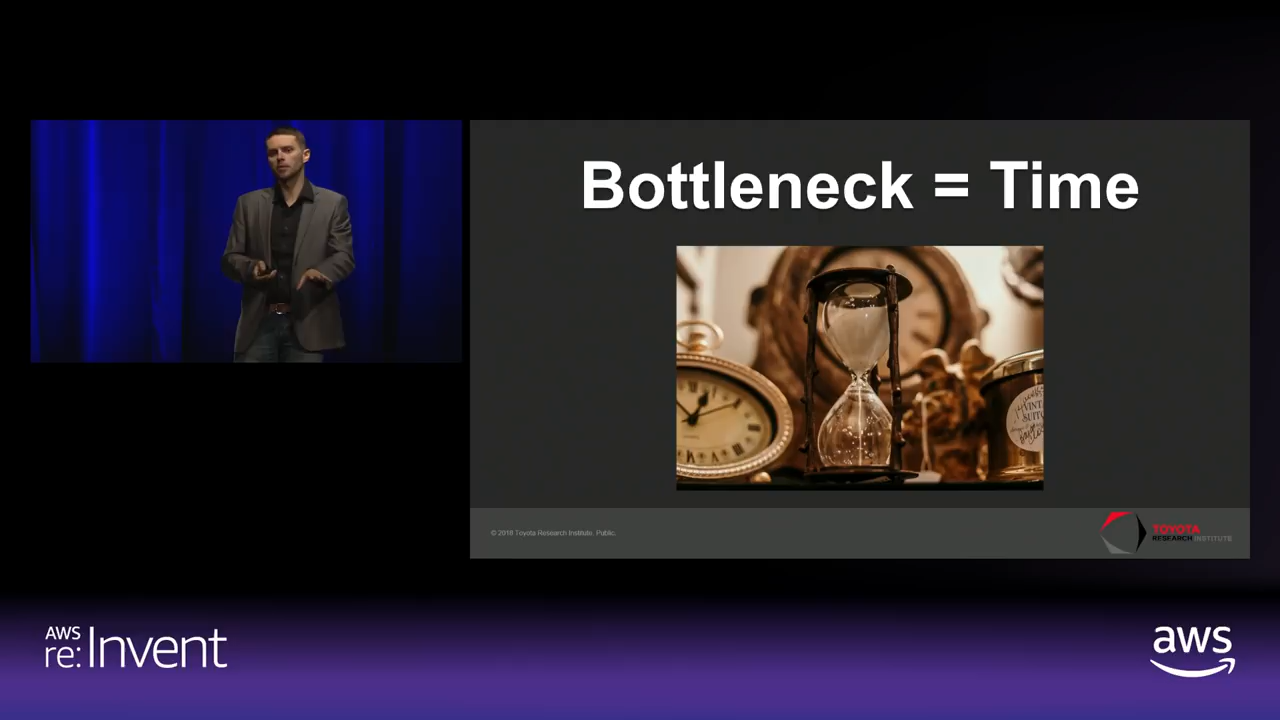 Bottleneck = Time
© 2018 Toyota Research Institute. Public.
TOYOTA
RESEARCH INSTITUTE
AWS
re:Invent
aws